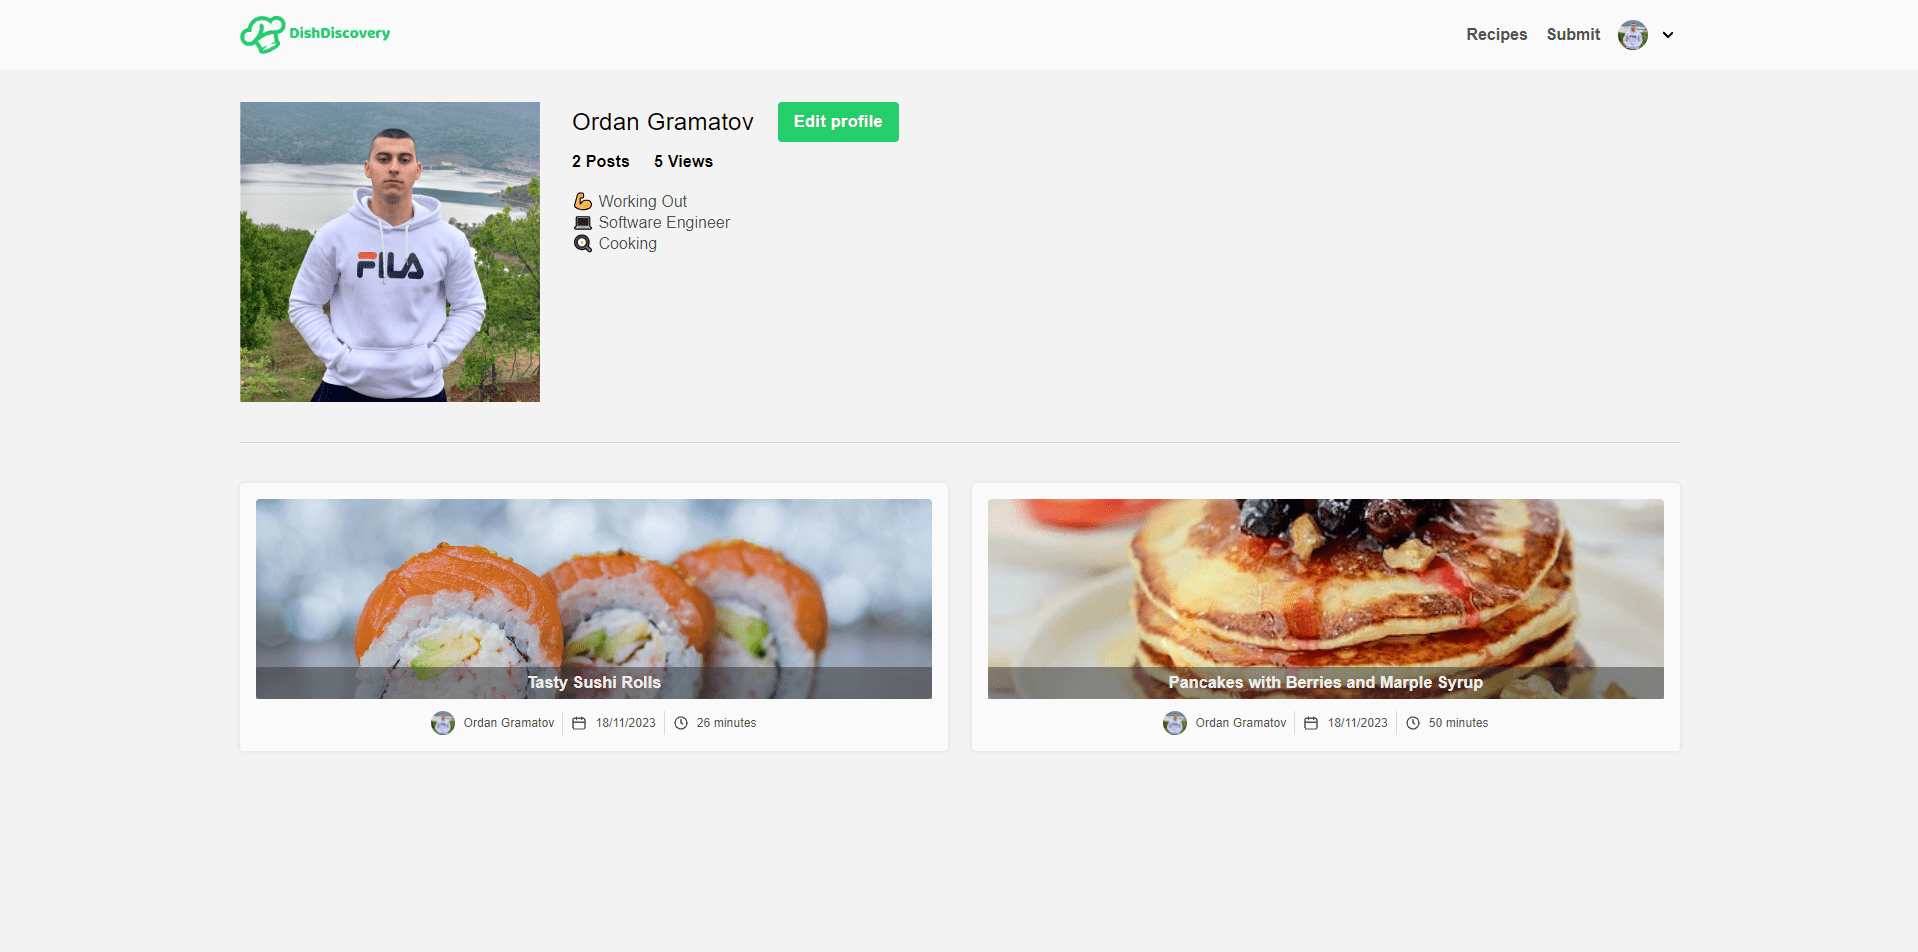 DishDiscovery
Recipes Submit
Ordan Gramatov
Edit profile
2 Posts 5 Views
💪 Working Out
💻 Software Engineer
🍳 Cooking
FILA
Tasty Sushi Rolls
Ordan Gramatov 18/11/2023 26 minutes
Pancakes with Berries and Marple Syrup
Ordan Gramatov 18/11/2023 50 minutes